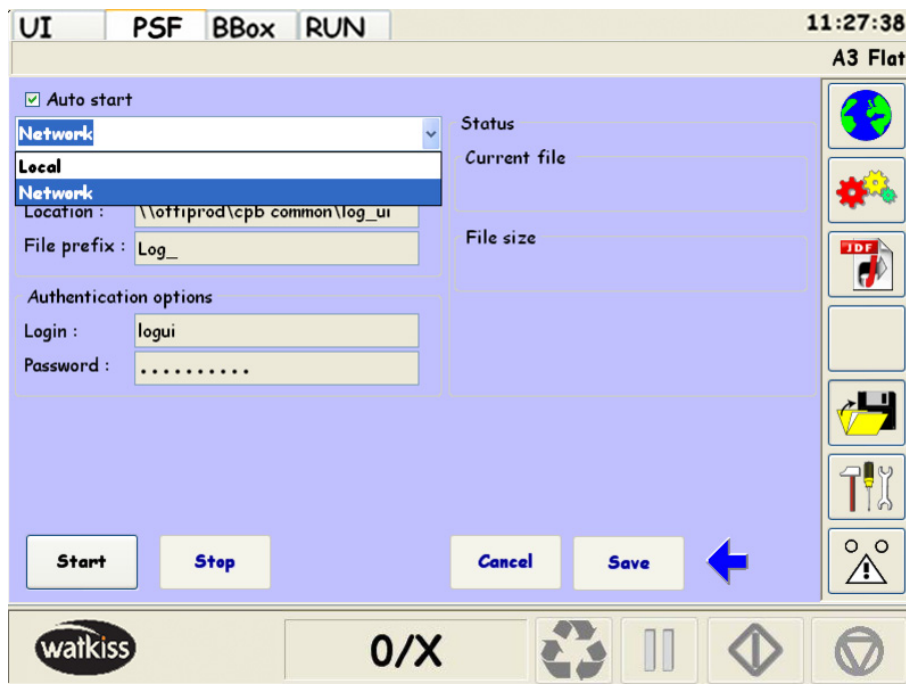 UI PSF BBox RUN 11:27:38
A3 Flat
Auto start
Network
Local
Network
Location : \\offiprod\cpb common\log_ui
File prefix : Log_
Authentication options
Login : logui
Password : ..........
Status
Current file
File size
JDF
Start Stop Cancel Save
watkiss 0/X